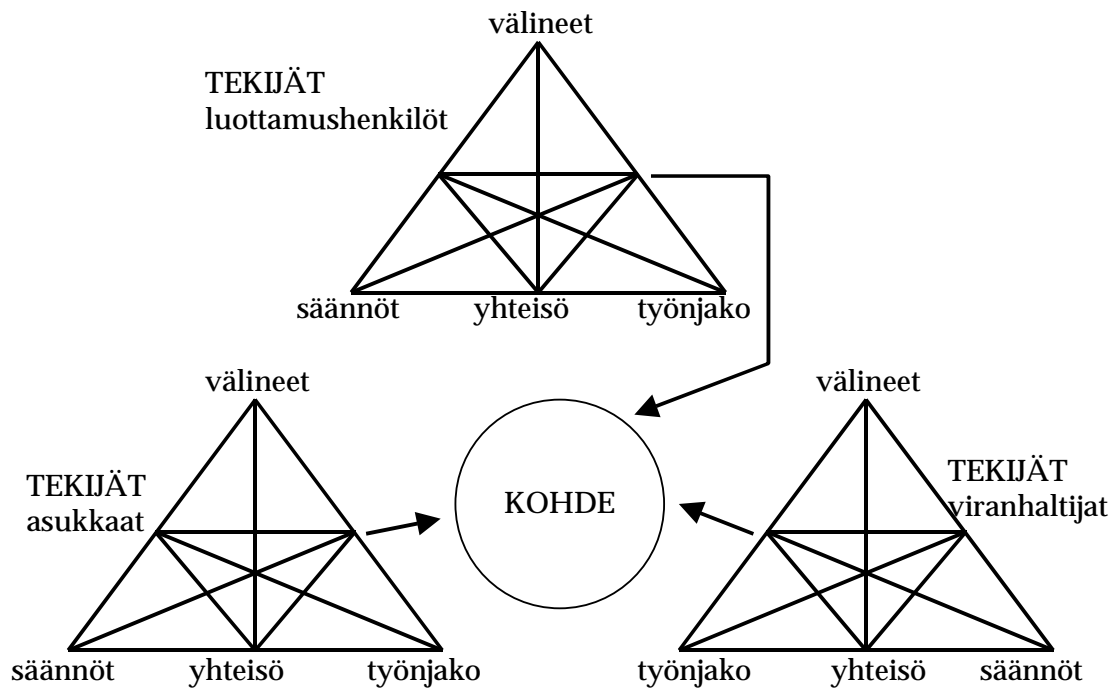 välineet
TEKIJÄT
luottamushenkilöt
säännöt yhteisö työnjako
välineet
TEKIJÄT
asukkaat
säännöt yhteisö työnjako
KOHDE
välineet
TEKIJÄT
viranhaltijat
työnjako yhteisö säännöt